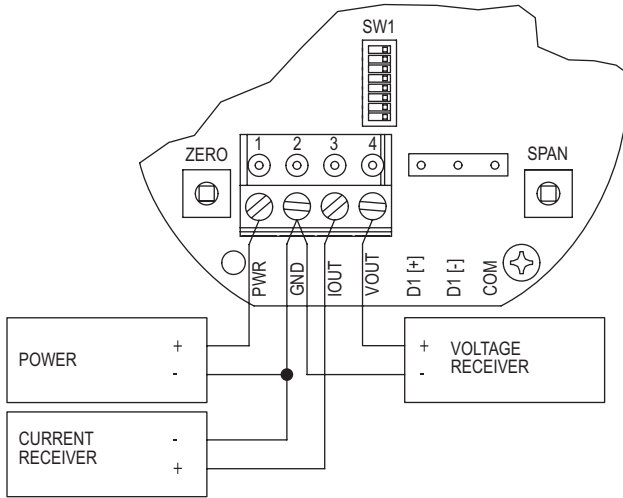 SW1
1 2 3 4
ZERO
SPAN
PWR
GND
IOUT
VOUT
D1 [+]
D1 [-]
COM
POWER
+
-
CURRENT
RECEIVER
-
+
+
-
VOLTAGE
RECEIVER